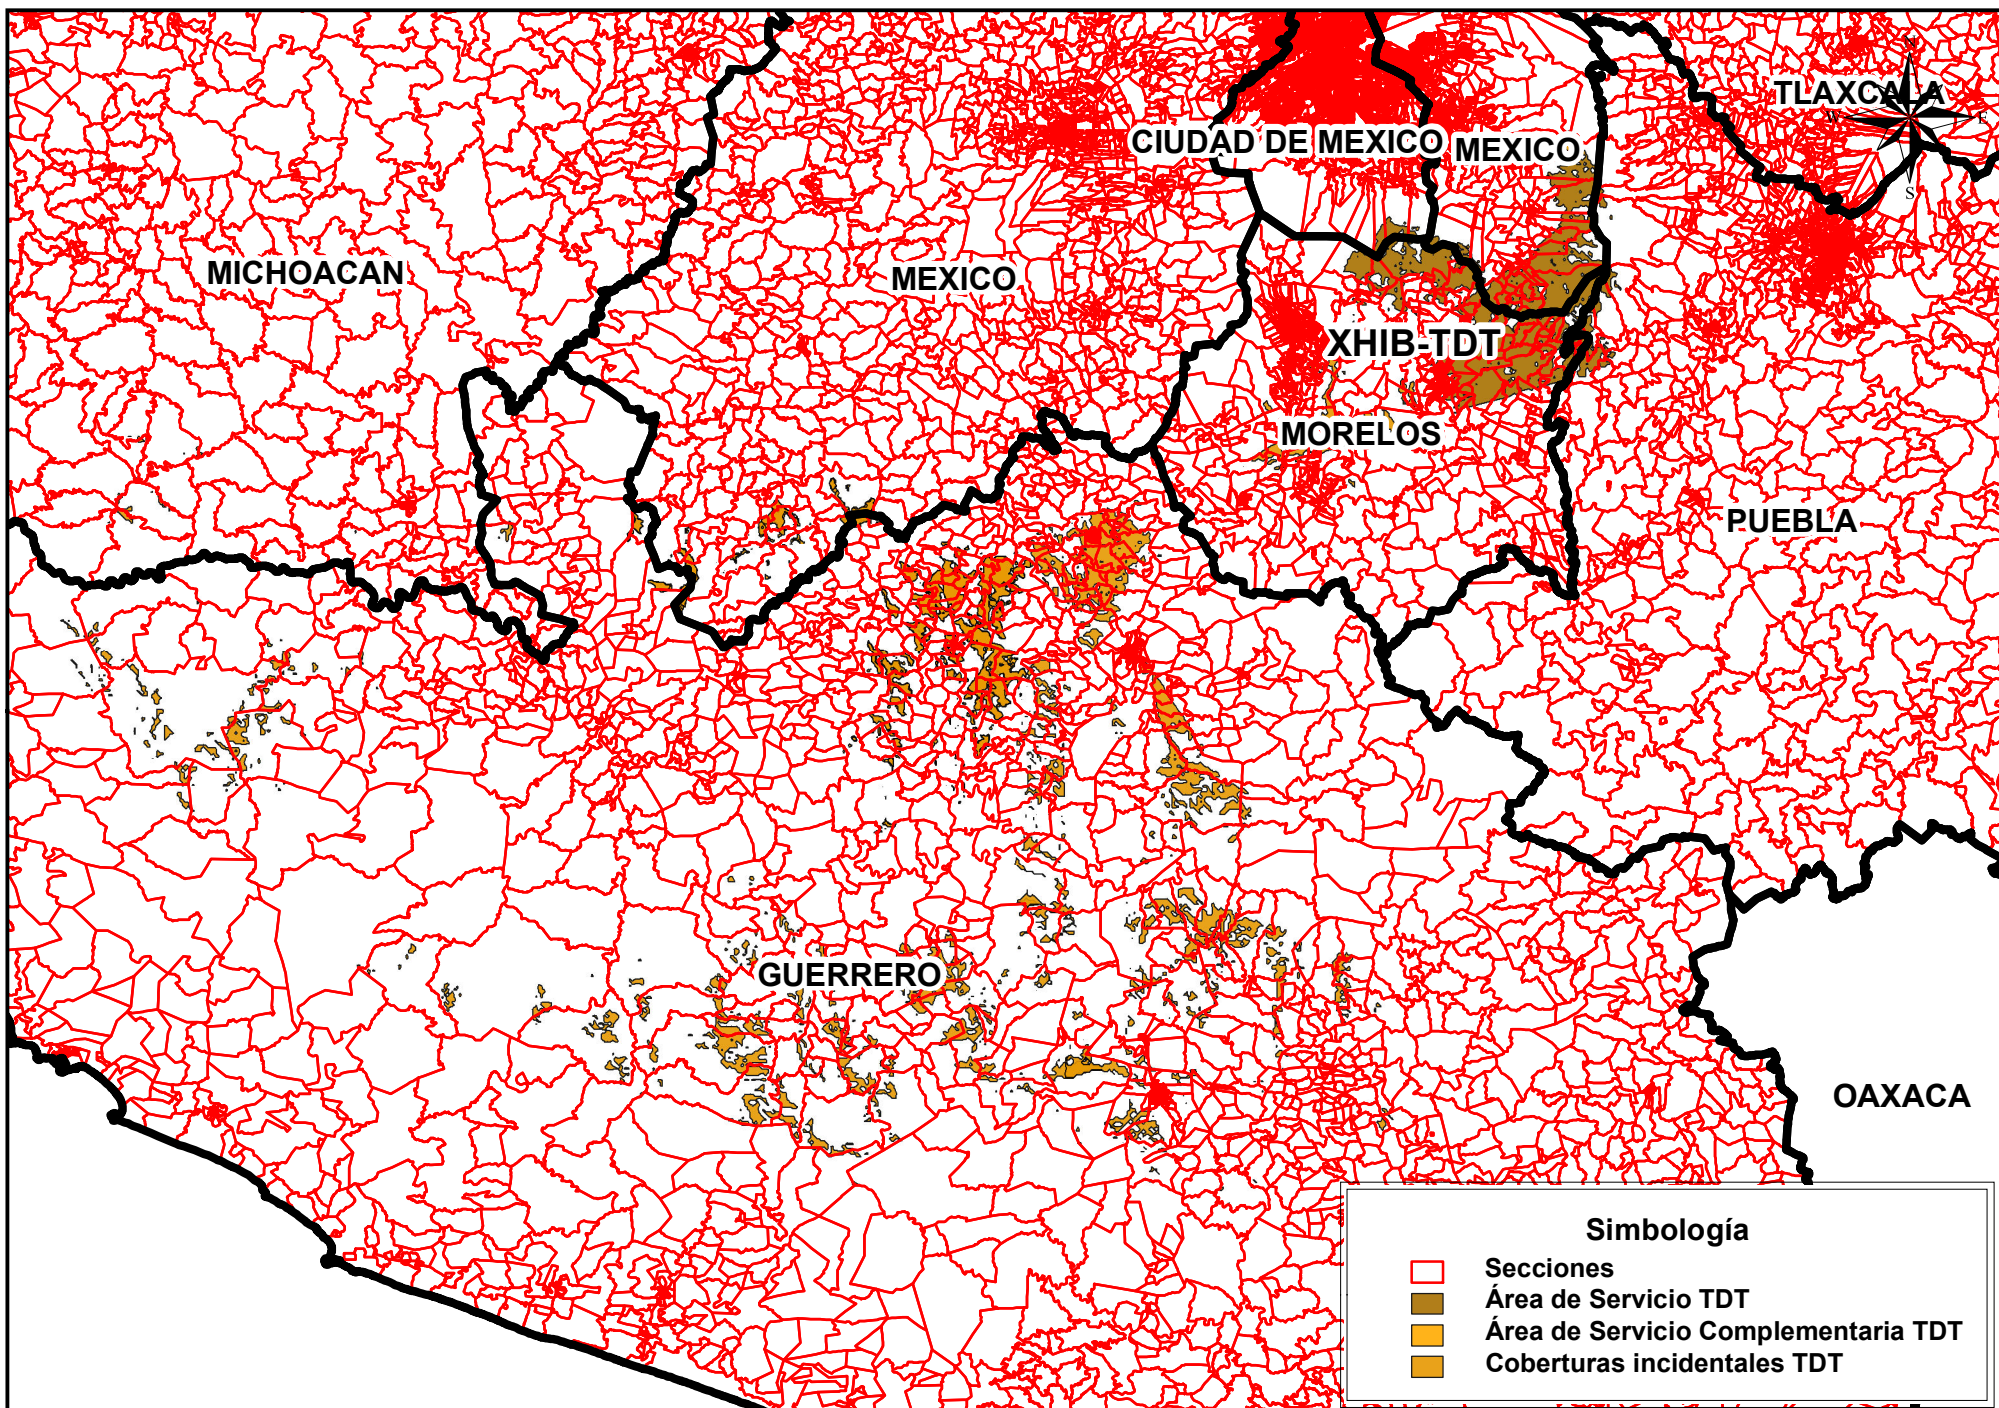 N
TLAXCALA
W
E
CIUDAD DE MEXICO
MEXICO
S
MICHOACAN
MEXICO
XHIB-TDT
MORELOS
PUEBLA
GUERRERO
OAXACA
Simbología
Secciones
Área de Servicio TDT
Área de Servicio Complementaria TDT
Coberturas incidentales TDT